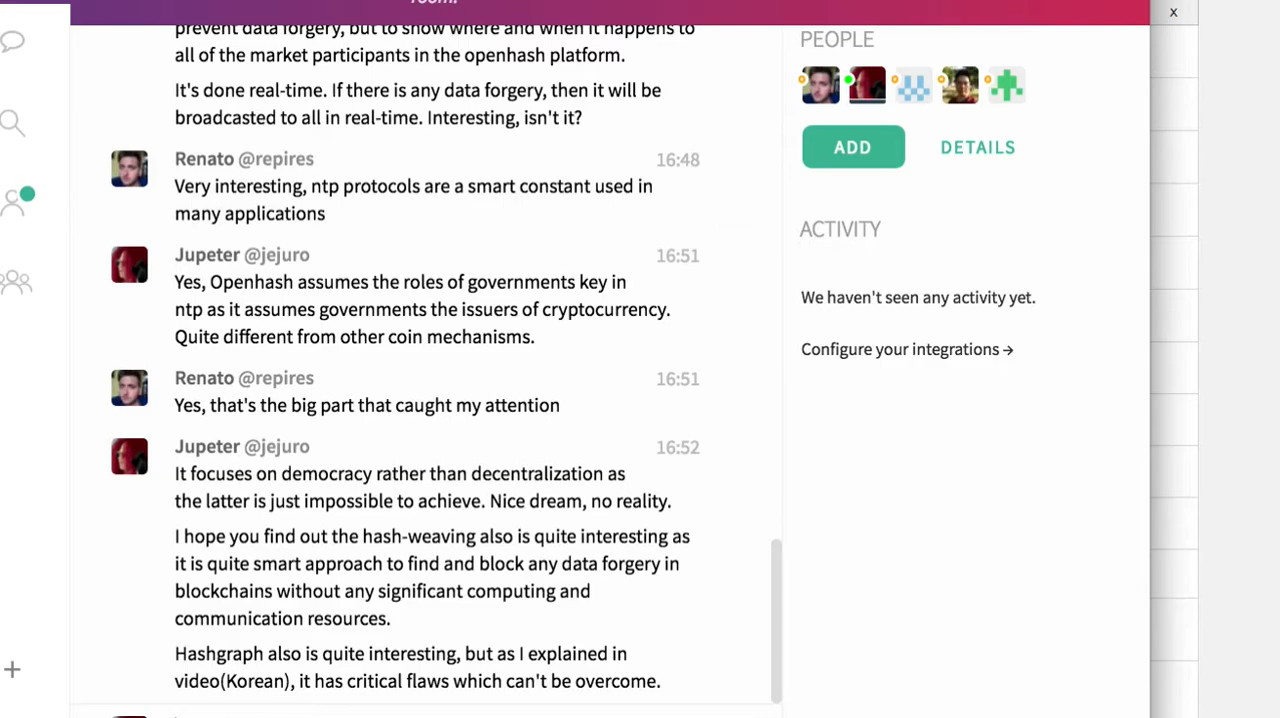 room.
x
prevent data forgery, but to show where and when it happens to
all of the market participants in the openhash platform.
It's done real-time. If there is any data forgery, then it will be
broadcasted to all in real-time. Interesting, isn't it?
Renato @repires 16:48
Very interesting, ntp protocols are a smart constant used in
many applications
Jupeter @jejuro 16:51
Yes, Openhash assumes the roles of governments key in
ntp as it assumes governments the issuers of cryptocurrency.
Quite different from other coin mechanisms.
Renato @repires 16:51
Yes, that's the big part that caught my attention
Jupeter @jejuro 16:52
It focuses on democracy rather than decentralization as
the latter is just impossible to achieve. Nice dream, no reality.
I hope you find out the hash-weaving also is quite interesting as
it is quite smart approach to find and block any data forgery in
blockchains without any significant computing and
communication resources.
Hashgraph also is quite interesting, but as I explained in
video(Korean), it has critical flaws which can't be overcome.
PEOPLE
ADD DETAILS
ACTIVITY
We haven't seen any activity yet.
Configure your integrations →